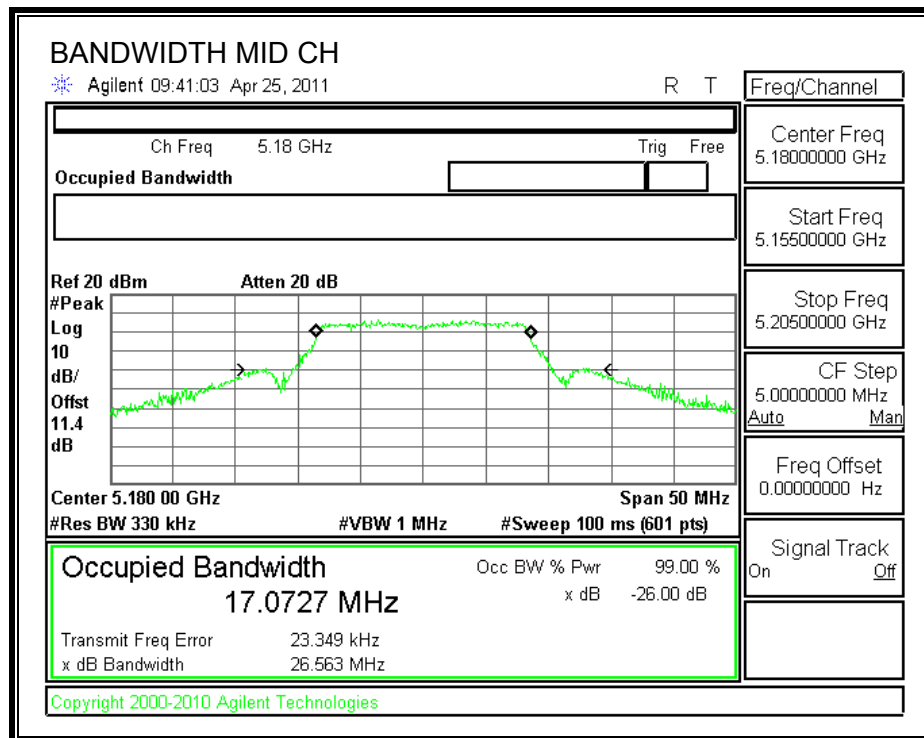 BANDWIDTH MID CH
Agilent 09:41:03 Apr 25, 2011 R T
Freq/Channel
Ch Freq 5.18 GHz Trig Free
Occupied Bandwidth
Center Freq
5.18000000 GHz
Start Freq
5.15500000 GHz
Stop Freq
5.20500000 GHz
CF Step
5.00000000 MHz
Auto Man
Freq Offset
0.00000000 Hz
Signal Track
On Off
Ref 20 dBm Atten 20 dB
#Peak
Log
10
dB/
Offst
11.4
dB
Center 5.180 00 GHz Span 50 MHz
#Res BW 330 kHz #VBW 1 MHz #Sweep 100 ms (601 pts)
Occupied Bandwidth
17.0727 MHz
Occ BW % Pwr 99.00 %
x dB -26.00 dB
Transmit Freq Error 23.349 kHz
x dB Bandwidth 26.563 MHz
Copyright 2000-2010 Agilent Technologies